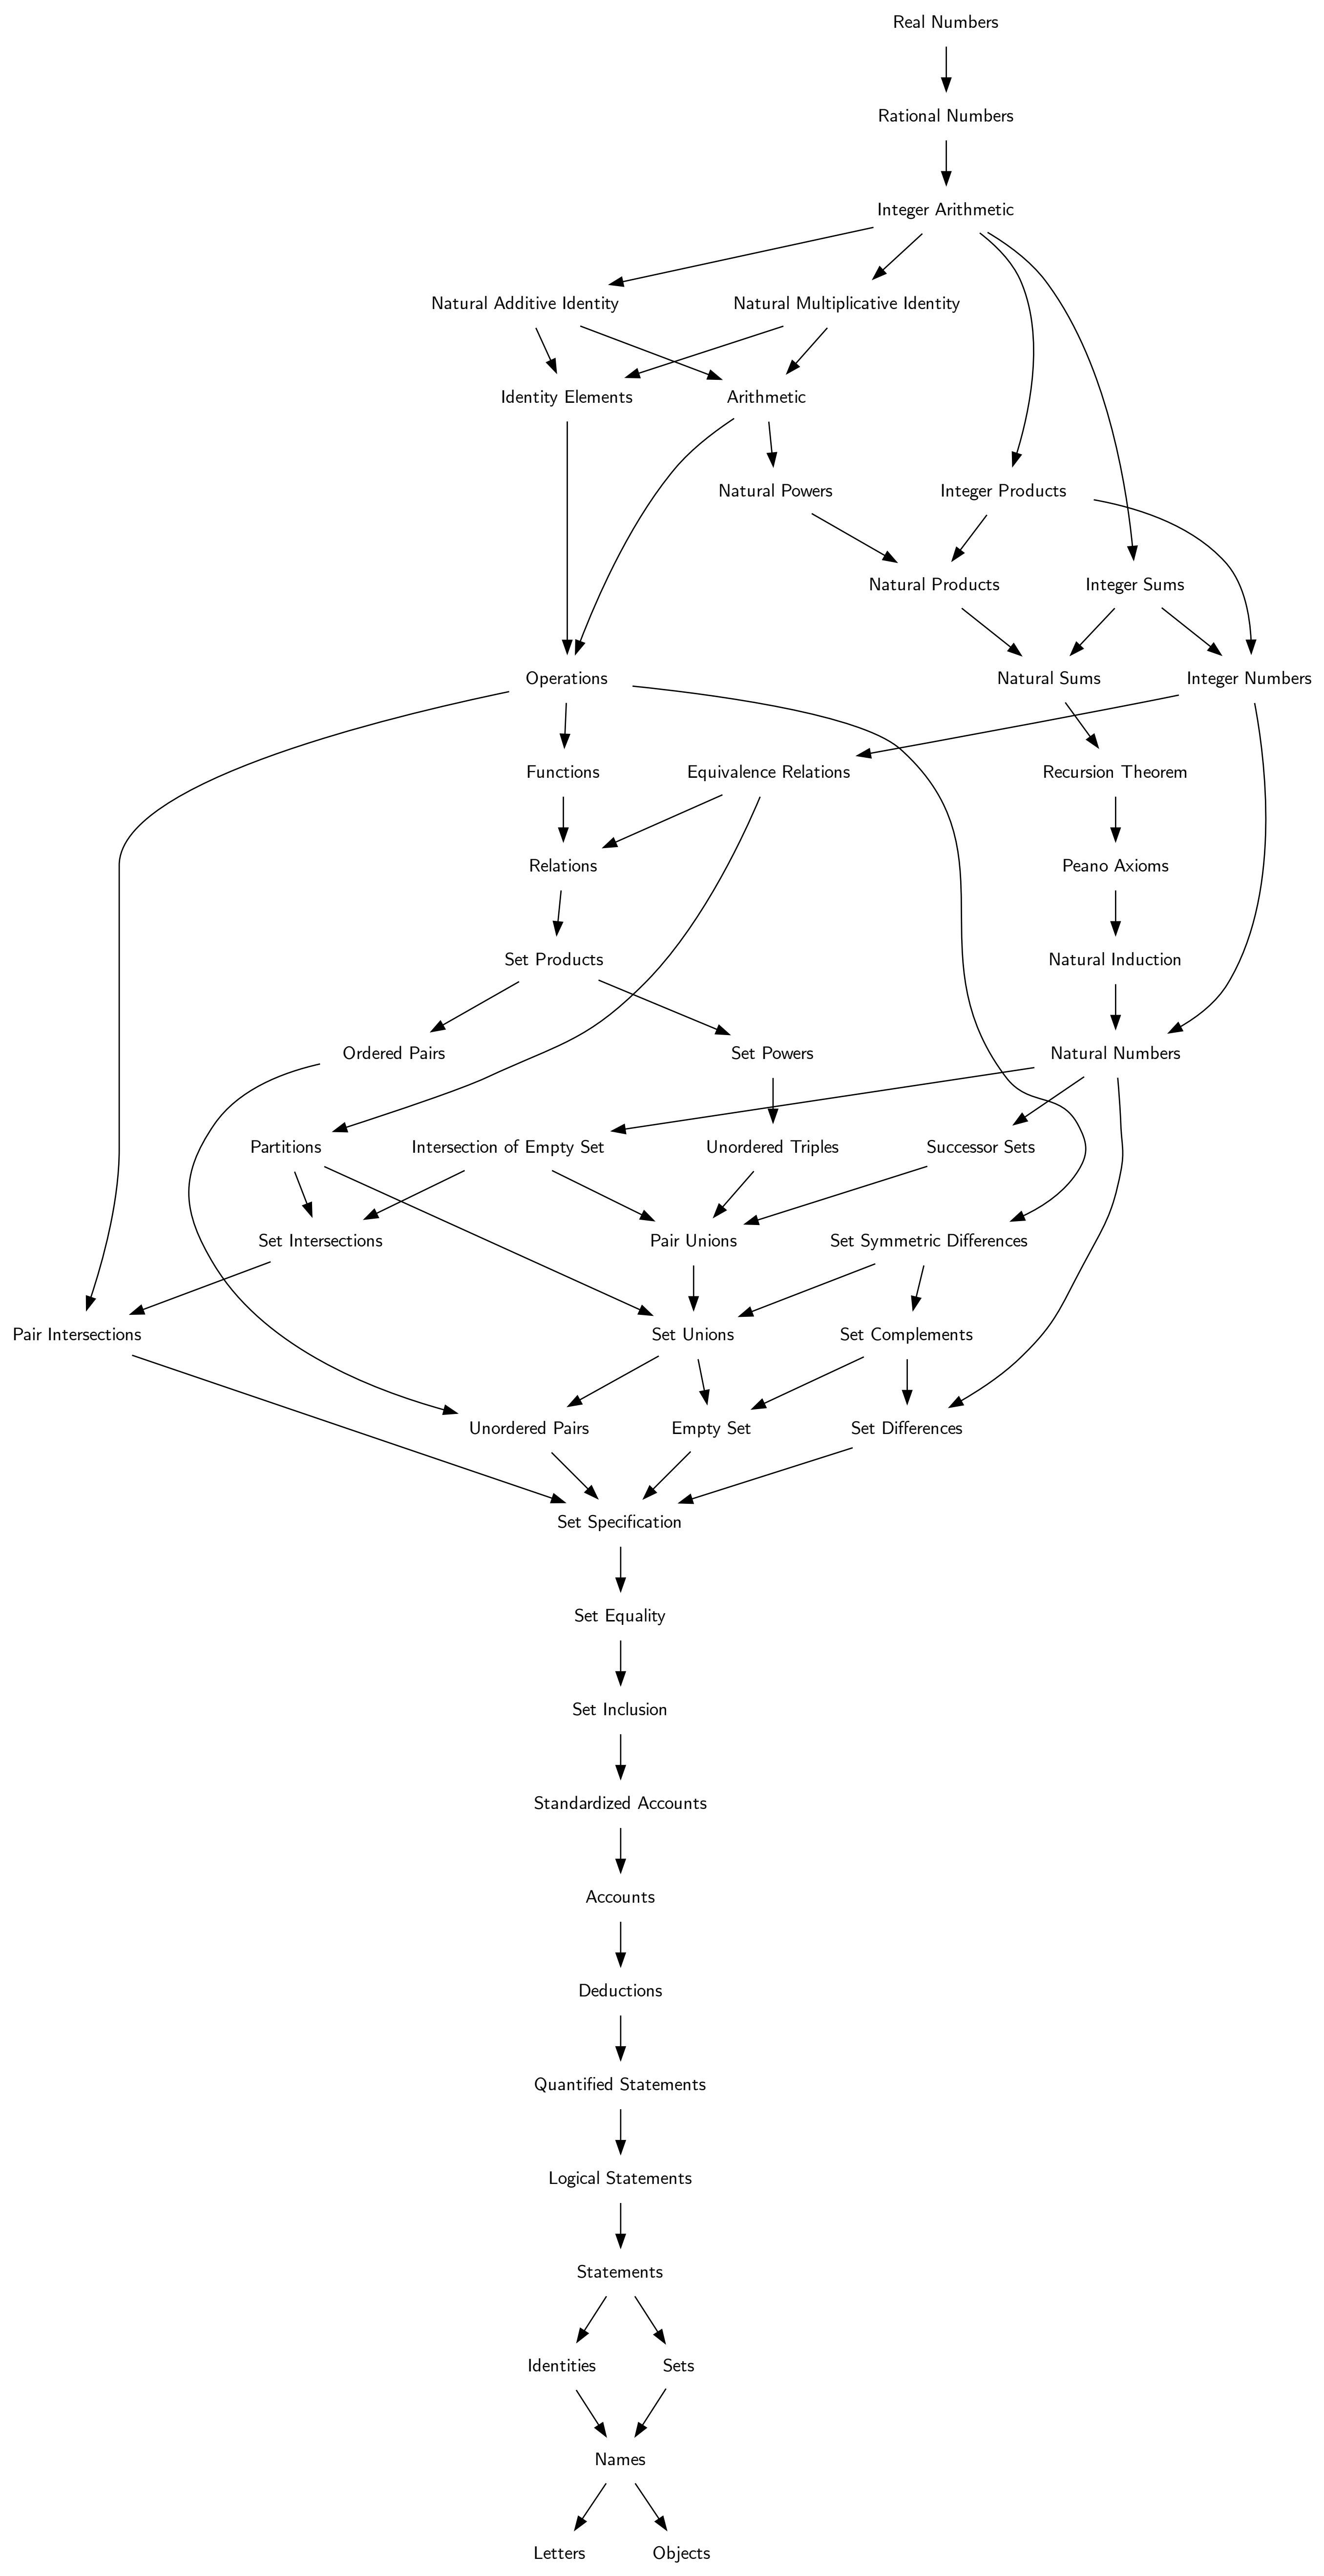 Real Numbers
Rational Numbers
Integer Arithmetic
Natural Additive Identity
Natural Multiplicative Identity
Identity Elements
Arithmetic
Natural Powers
Integer Products
Natural Products
Integer Sums
Operations
Natural Sums
Integer Numbers
Functions
Equivalence Relations
Recursion Theorem
Relations
Peano Axioms
Set Products
Natural Induction
Ordered Pairs
Set Powers
Natural Numbers
Partitions
Intersection of Empty Set
Unordered Triples
Successor Sets
Set Intersections
Pair Unions
Set Symmetric Differences
Pair Intersections
Set Unions
Set Complements
Unordered Pairs
Empty Set
Set Differences
Set Specification
Set Equality
Set Inclusion
Standardized Accounts
Accounts
Deductions
Quantified Statements
Logical Statements
Statements
Identities
Sets
Names
Letters
Objects